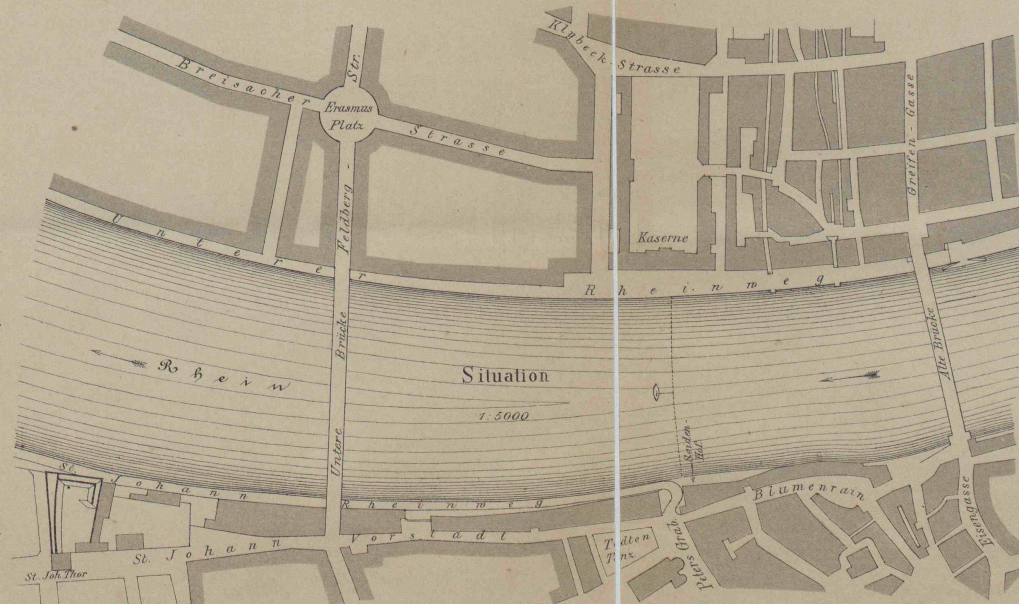 Klybeck-Strasse
Breisacher Strasse
Erasmus
Platz
Feldberg-Str.
Greifen-Gasse
Kaserne
Unterer Rheinweg
Untere Brücke
Alte Brücke
Rhein
Situation
1:5000
Seiden-
Hof
St. Johann Rheinweg
Blumenrain
St. Johann Vorstadt
Todten
Tanz
Peters Grab.
Eisengasse
St. Joh. Thor